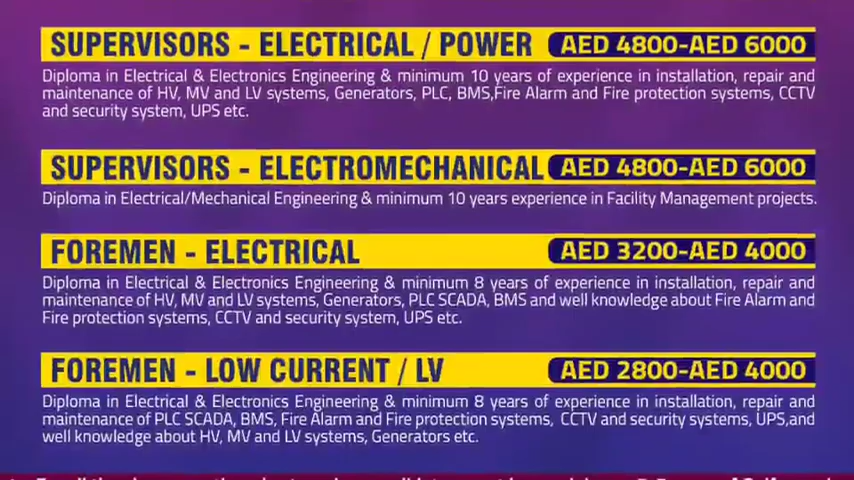 SUPERVISORS - ELECTRICAL / POWER AED 4800-AED 6000
Diploma in Electrical & Electronics Engineering & minimum 10 years of experience in installation, repair and
maintenance of HV, MV and LV systems, Generators, PLC, BMS,Fire Alarm and Fire protection systems, CCTV
and security system, UPS etc.
SUPERVISORS - ELECTROMECHANICAL AED 4800-AED 6000
Diploma in Electrical/Mechanical Engineering & minimum 10 years experience in Facility Management projects.
FOREMEN - ELECTRICAL AED 3200-AED 4000
Diploma in Electrical & Electronics Engineering & minimum 8 years of experience in installation, repair and
maintenance of HV, MV and LV systems, Generators, PLC SCADA, BMS and well knowledge about Fire Alarm and
Fire protection systems, CCTV and security system, UPS etc.
FOREMEN - LOW CURRENT / LV AED 2800-AED 4000
Diploma in Electrical & Electronics Engineering & minimum 8 years of experience in installation, repair and
maintenance of PLC SCADA, BMS, Fire Alarm and Fire protection systems, CCTV and security systems, UPS,and
well knowledge about HV, MV and LV systems, Generators etc.